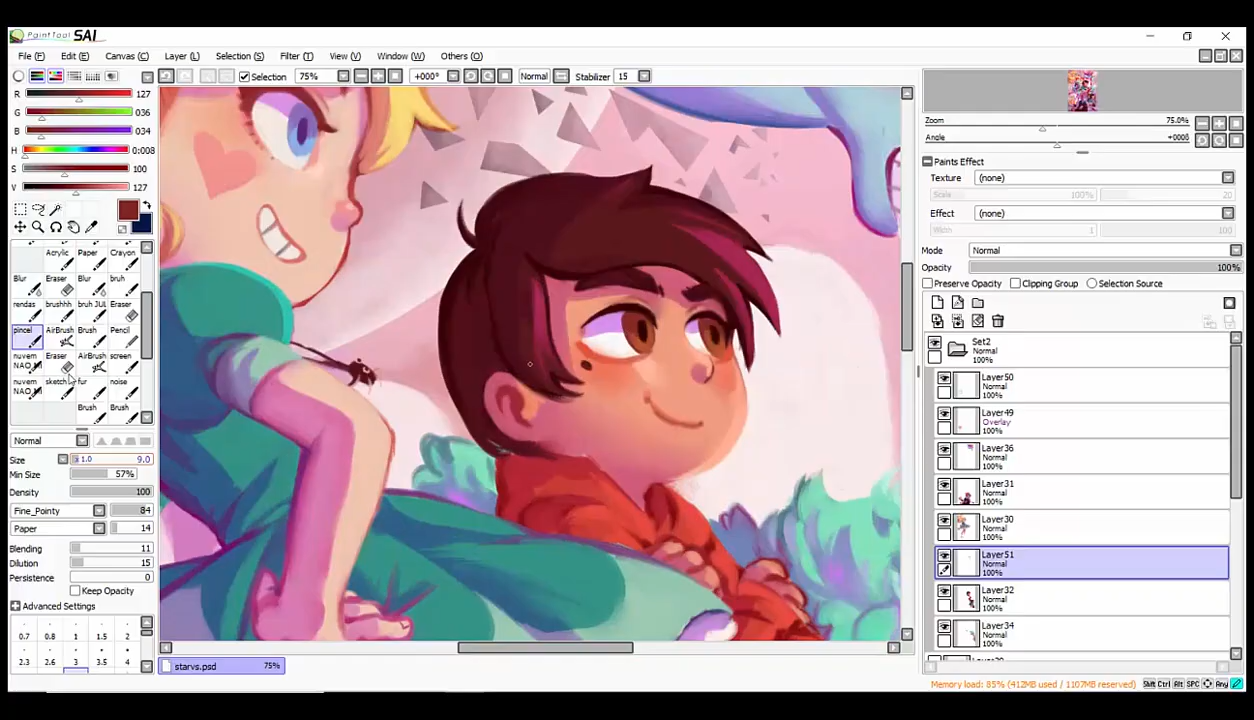 PaintTool SAI
File (F) Edit (E) Canvas (C) Layer (L) Selection (S) Filter (T) View (V) Window (W) Others (O)
Selection 75% +000° Normal Stabilizer 15
R 127
G 036
B 034
H 0:008
S 100
V 127
Acrylic Paper Crayon
Blur Eraser Blur bruh
rendas brushhh bruh JUL Eraser
pincel AirBrush Brush Pencil
nuvem NAO Eraser AirBrush screen
nuvem NAO sketch fur noise
Brush Brush
Normal
Size x1.0 9.0
Min Size 57%
Density 100
Fine_Pointy 84
Paper 14
Blending 11
Dilution 15
Persistence 0
Keep Opacity
Advanced Settings
0.7 0.8 1 1.5 2
2.3 2.6 3 3.5 4
starvs.psd 75%
Zoom 75.0%
Angle
Paints Effect
Texture (none)
Scale 100% 20
Effect (none)
Width 1 100
Mode Normal
Opacity 100%
Preserve Opacity Clipping Group Selection Source
Set2
Normal
100%
Layer50
Normal
100%
Layer49
Overlay
100%
Layer36
Normal
100%
Layer31
Normal
100%
Layer30
Normal
100%
Layer51
Normal
100%
Layer32
Normal
100%
Layer34
Normal
100%
Memory load: 85% (412MB used / 1107MB reserved) Shift Ctrl Alt SPC Any